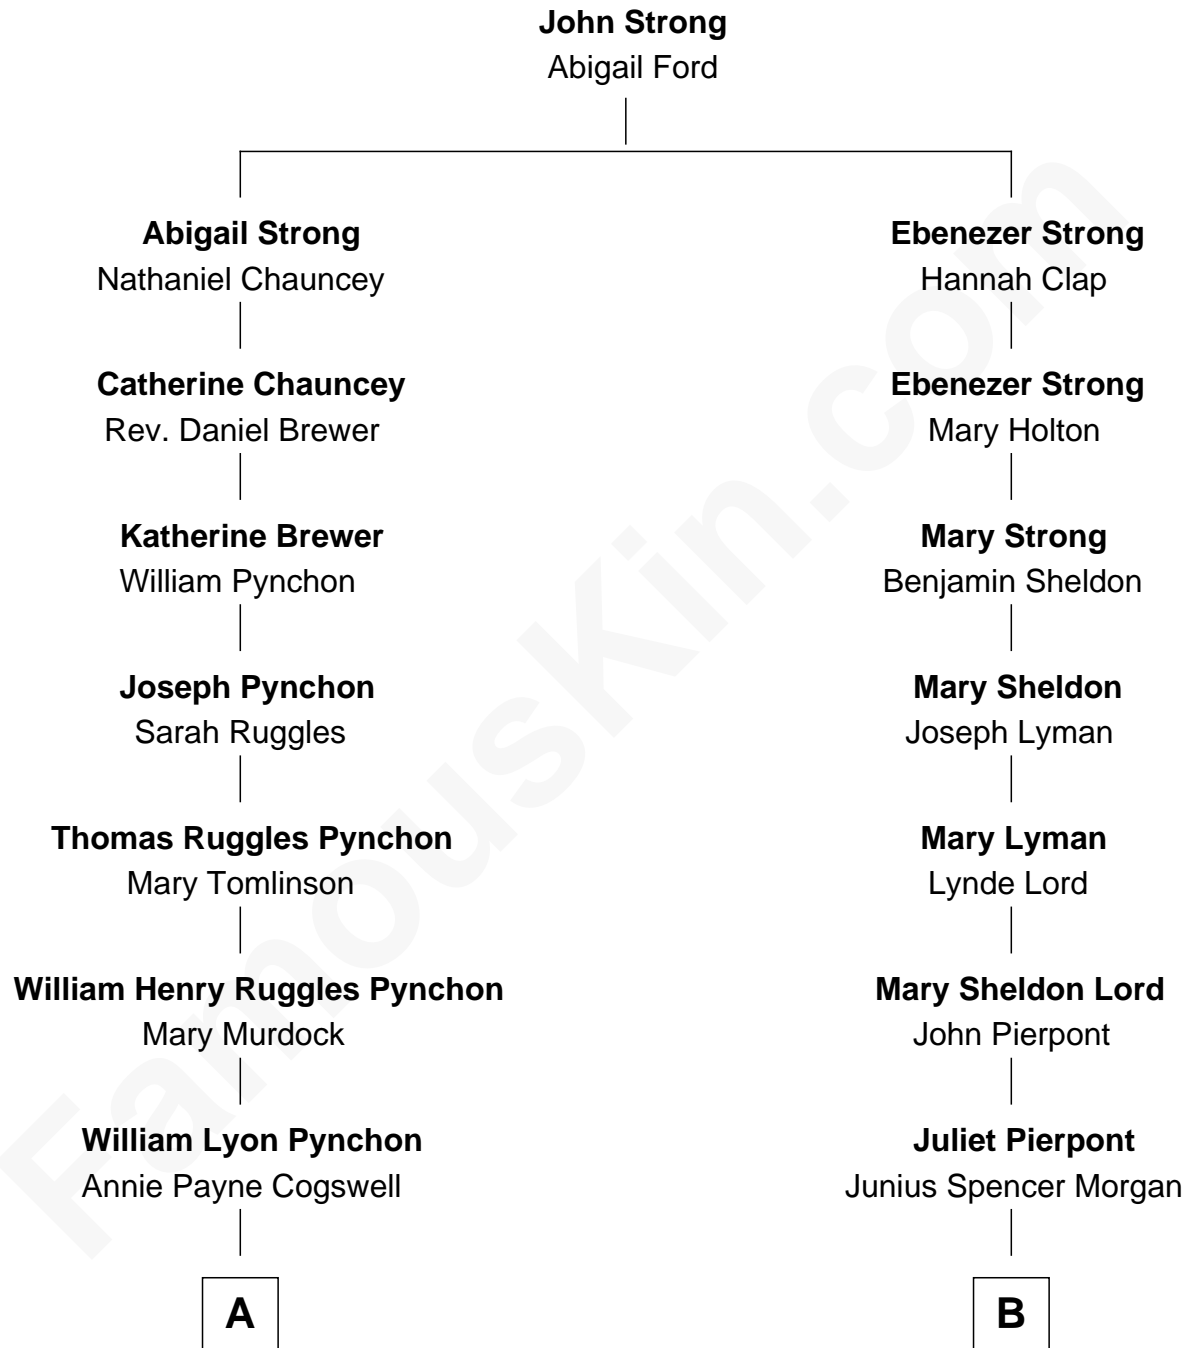 John Strong
Abigail Ford
Abigail Strong
Nathaniel Chauncey
Ebenezer Strong
Hannah Clap
Catherine Chauncey
Rev. Daniel Brewer
Ebenezer Strong
Mary Holton
Katherine Brewer
William Pynchon
Mary Strong
Benjamin Sheldon
Joseph Pynchon
Sarah Ruggles
Mary Sheldon
Joseph Lyman
Thomas Ruggles Pynchon
Mary Tomlinson
Mary Lyman
Lynde Lord
William Henry Ruggles Pynchon
Mary Murdock
Mary Sheldon Lord
John Pierpont
William Lyon Pynchon
Annie Payne Cogswell
Juliet Pierpont
Junius Spencer Morgan
A
B
FamousKin.com